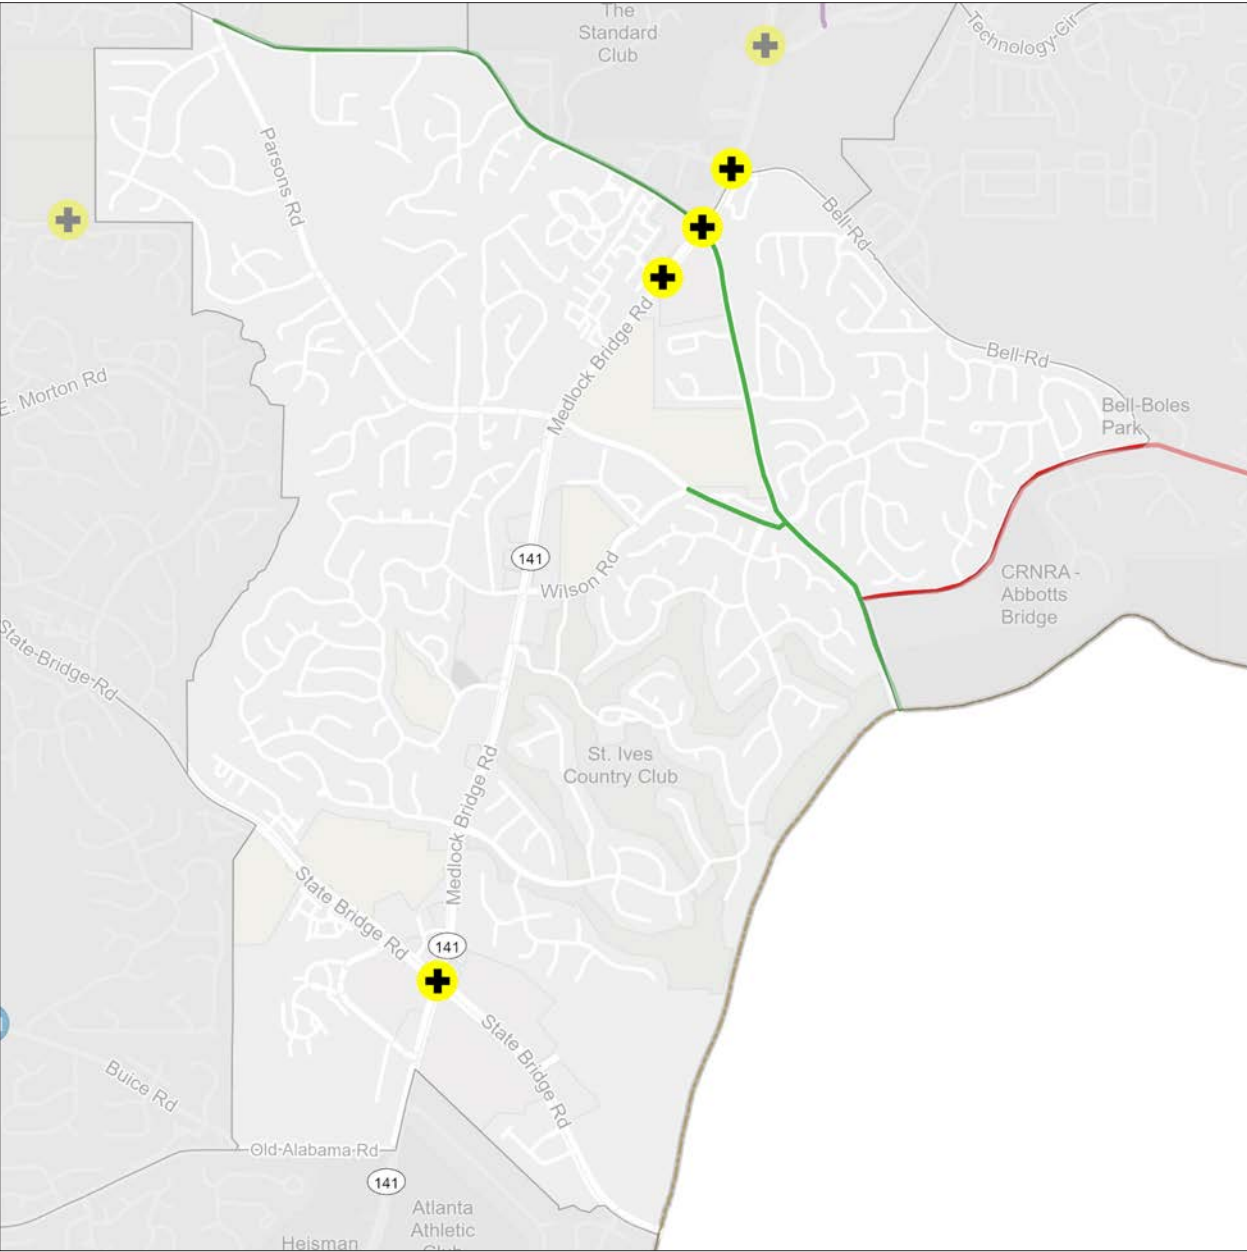 The
Standard
Club
Technology-Cir
Parsons Rd
Bell-Rd
Medlock Bridge Rd
Bell-Rd
E. Morton Rd
Bell-Boles
Park
141
Wilson Rd
CRNRA -
Abbotts
Bridge
State-Bridge-Rd
St. Ives
Country Club
Medlock Bridge Rd
State Bridge Rd
141
State Bridge Rd
Buice Rd
Old-Alabama-Rd
141
Atlanta
Athletic
Club
Heisman